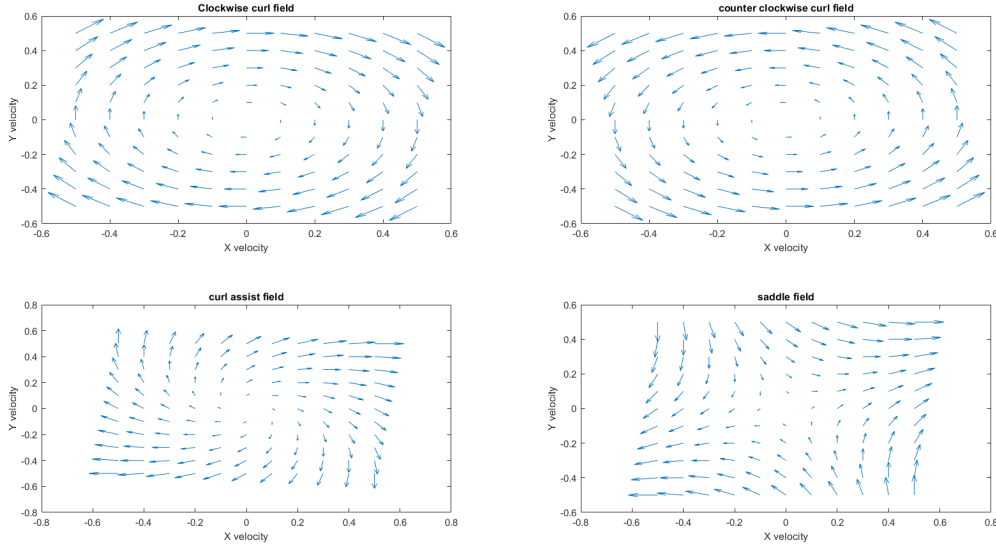 Clockwise curl field
0.6
0.4
0.2
0
-0.2
-0.4
-0.6
Y velocity
-0.6 -0.4 -0.2 0 0.2 0.4 0.6
X velocity
counter clockwise curl field
0.6
0.4
0.2
0
-0.2
-0.4
-0.6
Y velocity
-0.6 -0.4 -0.2 0 0.2 0.4 0.6
X velocity
curl assist field
0.8
0.6
0.4
0.2
0
-0.2
-0.4
-0.6
-0.8
Y velocity
-0.8 -0.6 -0.4 -0.2 0 0.2 0.4 0.6 0.8
X velocity
saddle field
0.6
0.4
0.2
0
-0.2
-0.4
-0.6
Y velocity
-0.8 -0.6 -0.4 -0.2 0 0.2 0.4 0.6 0.8
X velocity